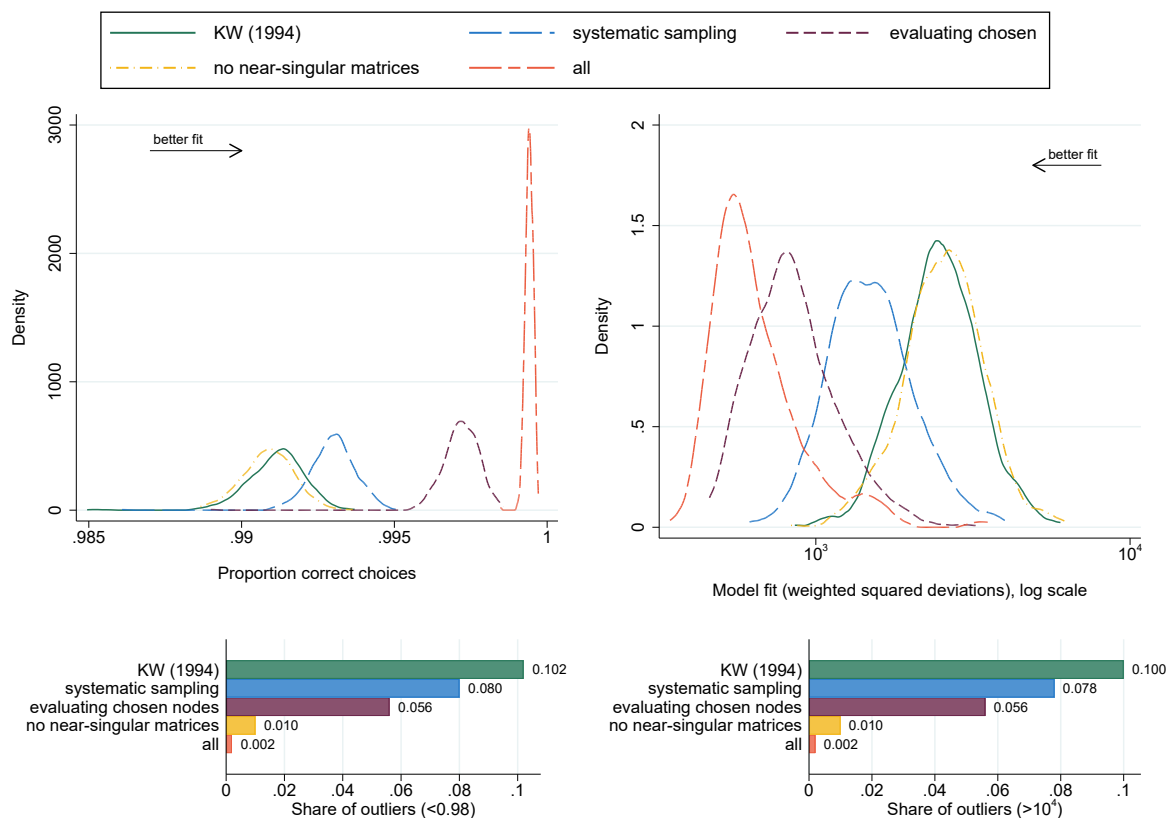 KW (1994)
systematic sampling
evaluating chosen
no near-singular matrices
all
3000
2000
1000
0
Density
better fit
.985
.99
.995
1
Proportion correct choices
2
1.5
1
.5
0
Density
better fit
10³
10⁴
Model fit (weighted squared deviations), log scale
KW (1994)
systematic sampling
evaluating chosen nodes
no near-singular matrices
all
0.102
0.080
0.056
0.010
0.002
0
.02
.04
.06
.08
.1
Share of outliers (<0.98)
KW (1994)
systematic sampling
evaluating chosen nodes
no near-singular matrices
all
0.100
0.078
0.056
0.010
0.002
0
.02
.04
.06
.08
.1
Share of outliers (>10⁴)